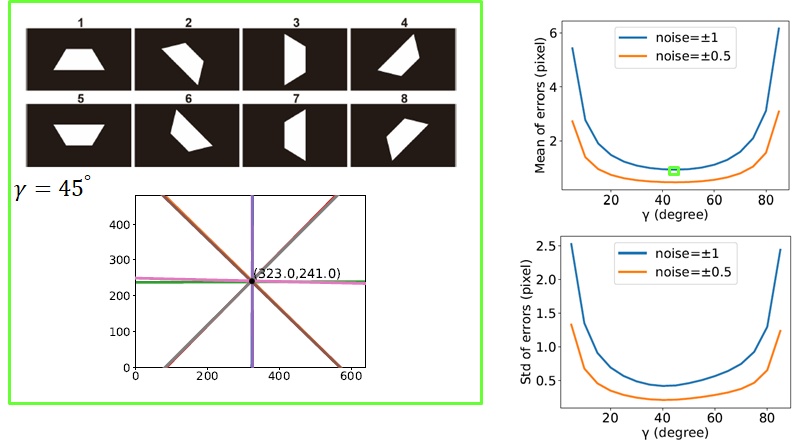 1 2 3 4
5 6 7 8
γ = 45°
400
300
200
100
0
(323.0,241.0)
0 200 400 600
Mean of errors (pixel)
6
4
2
noise=±1
noise=±0.5
20 40 60 80
γ (degree)
Std of errors (pixel)
2.5
2.0
1.5
1.0
0.5
noise=±1
noise=±0.5
20 40 60 80
γ (degree)